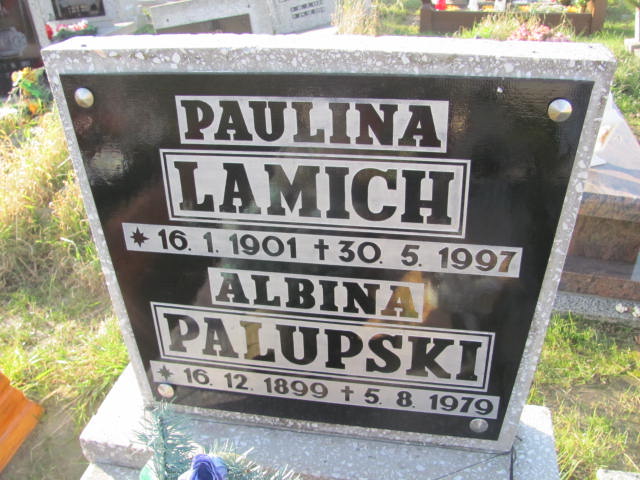 PAULINA
LAMICH
* 16. 1. 1901 † 30. 5. 1997
ALBINA
PALUPSKI
* 16. 12. 1899 † 5. 8. 1979